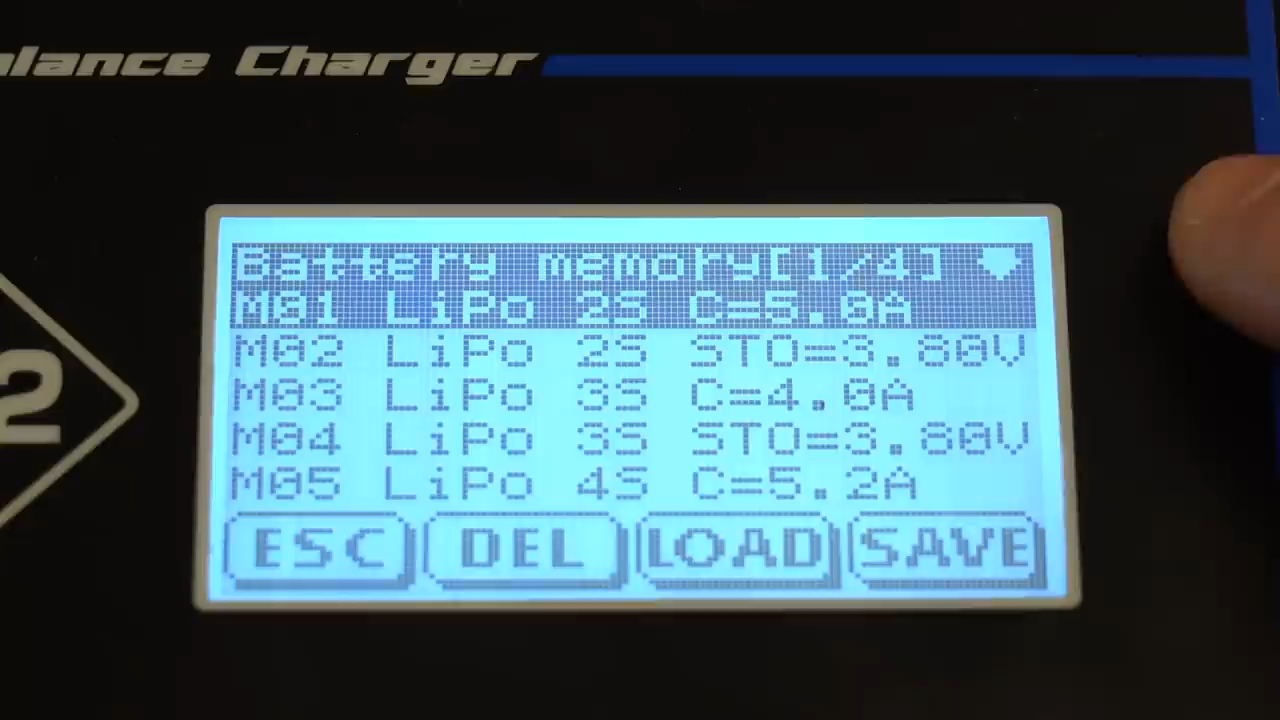 alance Charger
Battery memory[1/4]
M01 LiPo 2S C=5.0A
M02 LiPo 2S STO=3.80V
M03 LiPo 3S C=4.0A
2
M04 LiPo 3S STO=3.80V
M05 LiPo 4S C=5.2A
ESC DEL LOAD SAVE